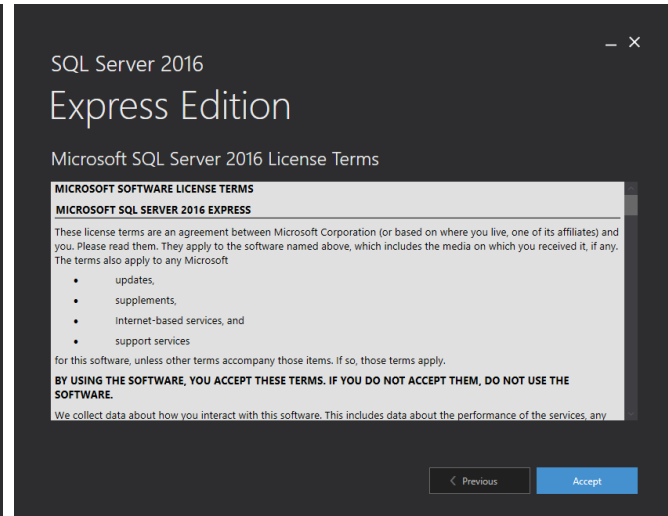 SQL Server 2016
Express Edition
Microsoft SQL Server 2016 License Terms
MICROSOFT SOFTWARE LICENSE TERMS
MICROSOFT SQL SERVER 2016 EXPRESS
These license terms are an agreement between Microsoft Corporation (or based on where you live, one of its affiliates) and
you. Please read them. They apply to the software named above, which includes the media on which you received it, if any.
The terms also apply to any Microsoft
• updates,
• supplements,
• Internet-based services, and
• support services
for this software, unless other terms accompany those items. If so, those terms apply.
BY USING THE SOFTWARE, YOU ACCEPT THESE TERMS. IF YOU DO NOT ACCEPT THEM, DO NOT USE THE
SOFTWARE.
We collect data about how you interact with this software. This includes data about the performance of the services, any
Previous
Accept